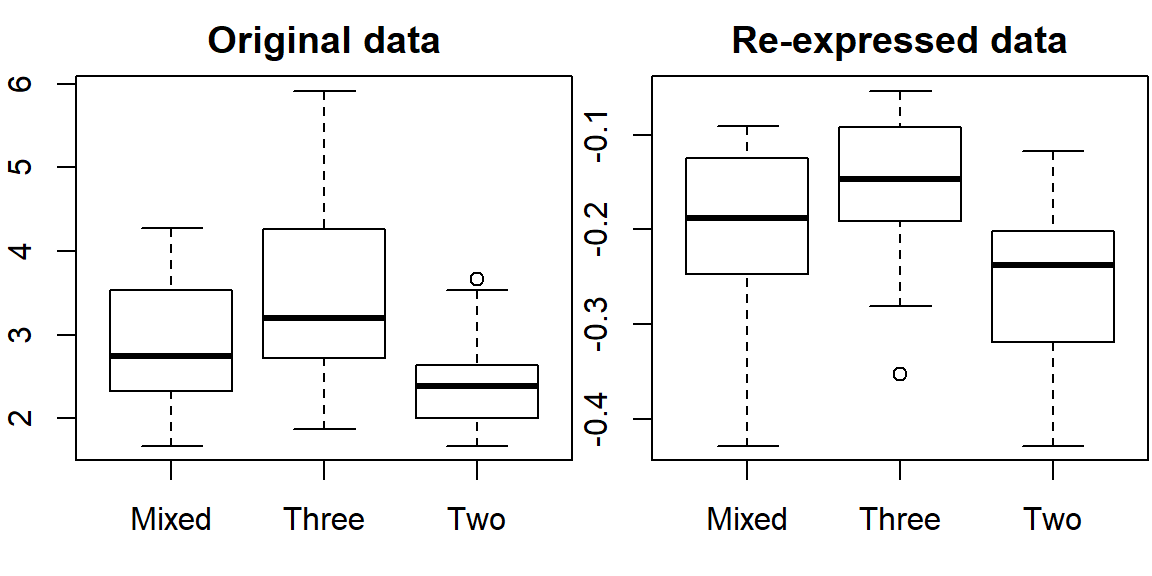 Original data
6
5
4
3
2
Mixed Three Two
Re-expressed data
-0.1
-0.2
-0.3
-0.4
Mixed Three Two